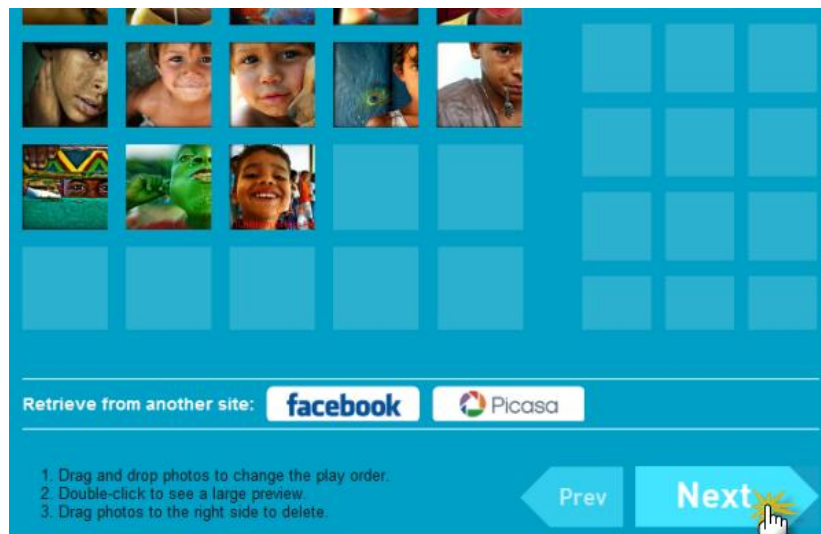 Retrieve from another site: facebook Picasa
1. Drag and drop photos to change the play order.
2. Double-click to see a large preview.
3. Drag photos to the right side to delete.
Prev Next